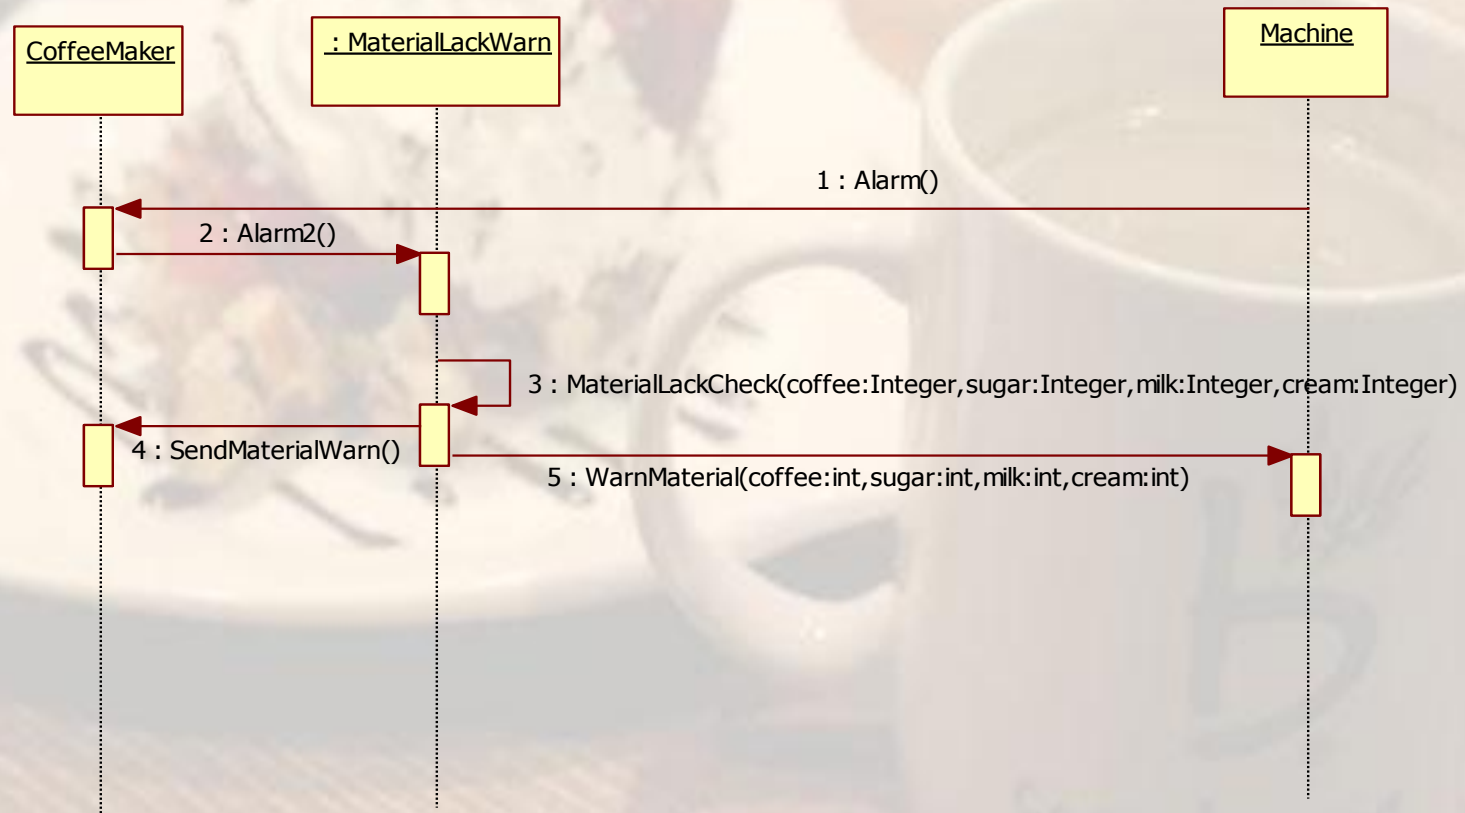 CoffeeMaker
: MaterialLackWarn
Machine
1 : Alarm()
2 : Alarm2()
3 : MaterialLackCheck(coffee:Integer,sugar:Integer,milk:Integer,cream:Integer)
4 : SendMaterialWarn()
5 : WarnMaterial(coffee:int,sugar:int,milk:int,cream:int)
b